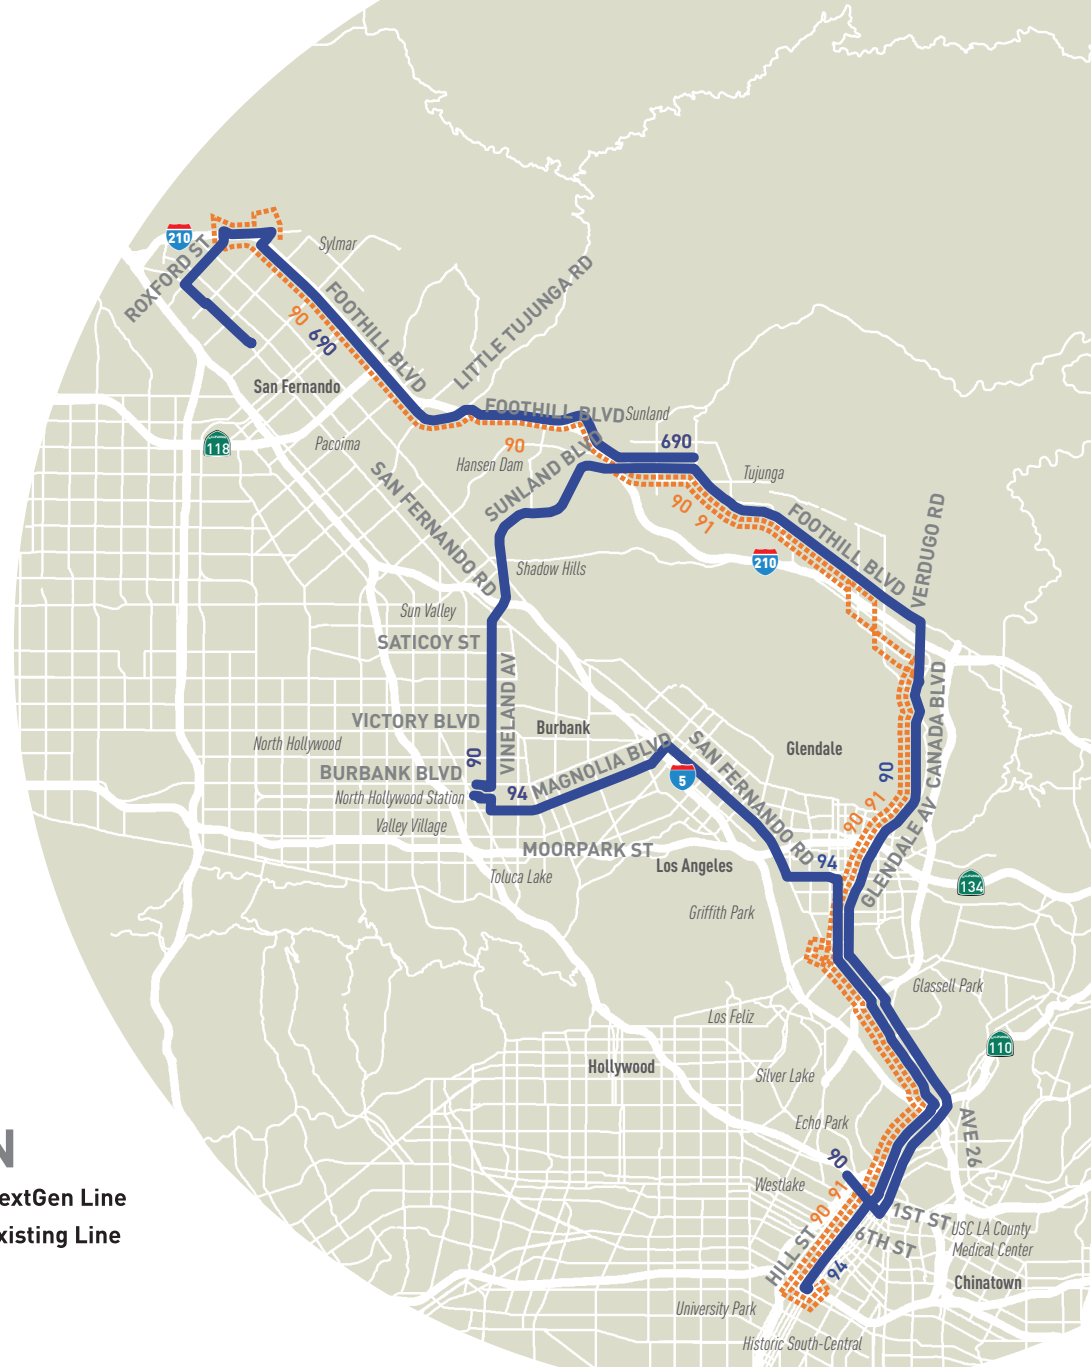 210
ROXFORD ST
Sylmar
90
690
FOOTHILL BLVD
LITTLE TUJUNGA RD
San Fernando
118
Pacoima
FOOTHILL BLVD
Sunland
90
690
Hansen Dam
SUNLAND BLVD
Tujunga
90 91
SAN FERNANDO RD
FOOTHILL BLVD
VERDUGO RD
210
Shadow Hills
Sun Valley
SATICOY ST
VINELAND AV
VICTORY BLVD
Burbank
North Hollywood
90
BURBANK BLVD
North Hollywood Station
94
MAGNOLIA BLVD
SAN FERNANDO RD
5
Glendale
90
CANADA BLVD
90 91
GLENDALE AV
Valley Village
MOORPARK ST
Los Angeles
94
Toluca Lake
134
Griffith Park
Glassell Park
Los Feliz
110
Hollywood
Silver Lake
Echo Park
AVE 26
N
90
Westlake
90 91
extGen Line
1ST ST
USC LA County
Medical Center
xisting Line
HILL ST
6TH ST
94
Chinatown
University Park
Historic South-Central